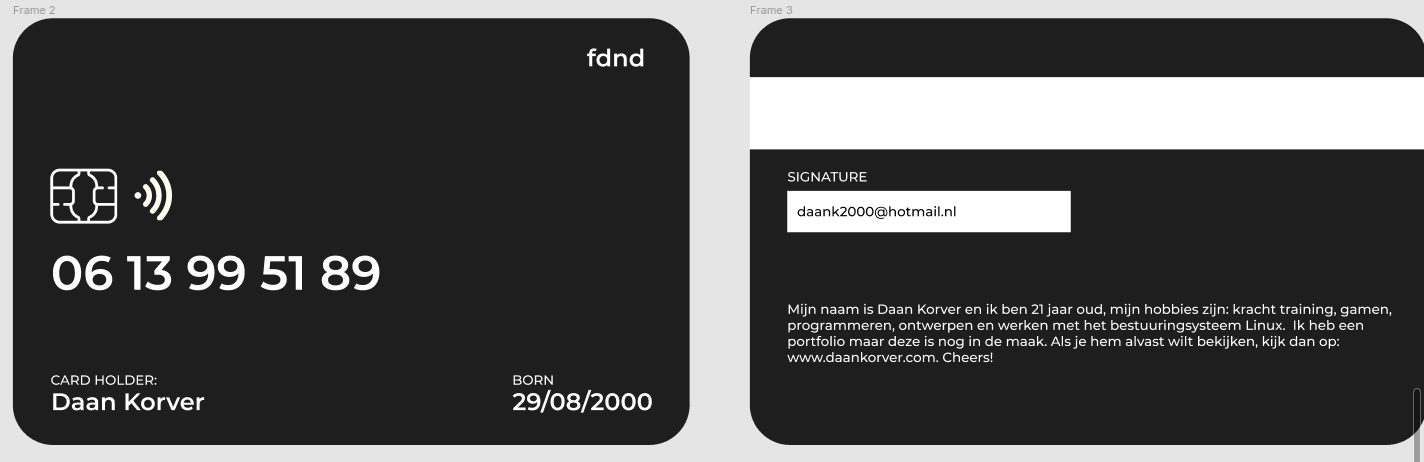 Frame 2
fdnd
06 13 99 51 89
CARD HOLDER:
Daan Korver
BORN
29/08/2000
Frame 3
SIGNATURE
daank2000@hotmail.nl
Mijn naam is Daan Korver en ik ben 21 jaar oud, mijn hobbies zijn: kracht training, gamen,
programmeren, ontwerpen en werken met het bestuuringsysteem Linux.  Ik heb een
portfolio maar deze is nog in de maak. Als je hem alvast wilt bekijken, kijk dan op:
www.daankorver.com. Cheers!